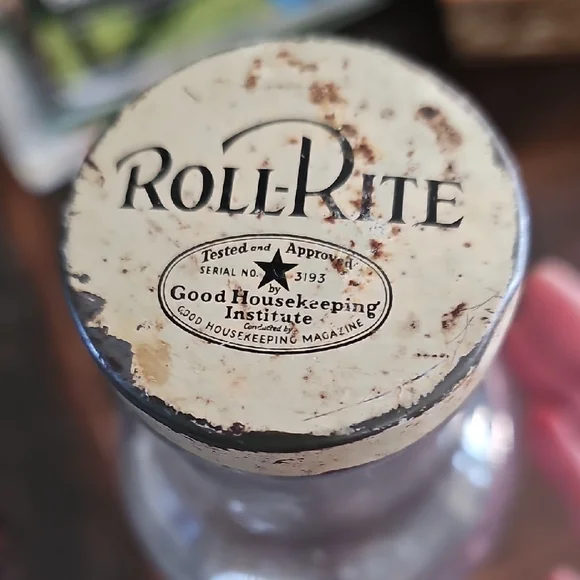 ROLL-RITE
Tested and Approved
SERIAL NO. 3193
by
Good Housekeeping
Institute
Conducted by
GOOD HOUSEKEEPING MAGAZINE